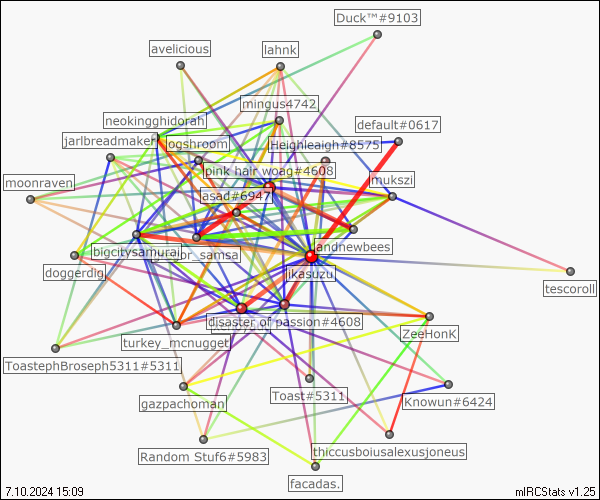 Duck™#9103
avelicious
lahnk
mingus4742
neokingghidorah
default#0617
jarlbreadmaker
ogshroom
Heighleaigh#8575
pink hair woag#4608
moonraven
asad#6947
mukszi
andnewbees
bigcitysamurai
br_samsa
doggerdig
ikasuzu
tescoroll
disaster of passion#4608
ZeeHonK
turkey_mcnugget
ToastephBroseph5311#5311
Toast#5311
Knowun#6424
gazpachoman
Random Stuf6#5983
thiccusboiusalexusjoneus
facadas.
7.10.2024 15:09
mIRCStats v1.25